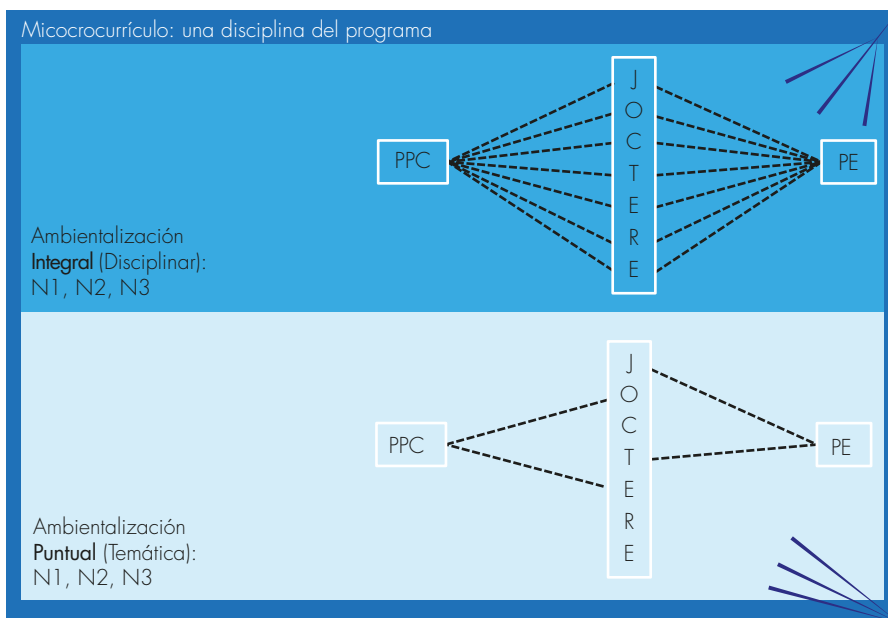 Micocrocurrículo: una disciplina del programa
PPC
J
O
C
T
E
R
E
PE
Ambientalización
Integral (Disciplinar):
N1, N2, N3
PPC
J
O
C
T
E
R
E
PE
Ambientalización
Puntual (Temática):
N1, N2, N3